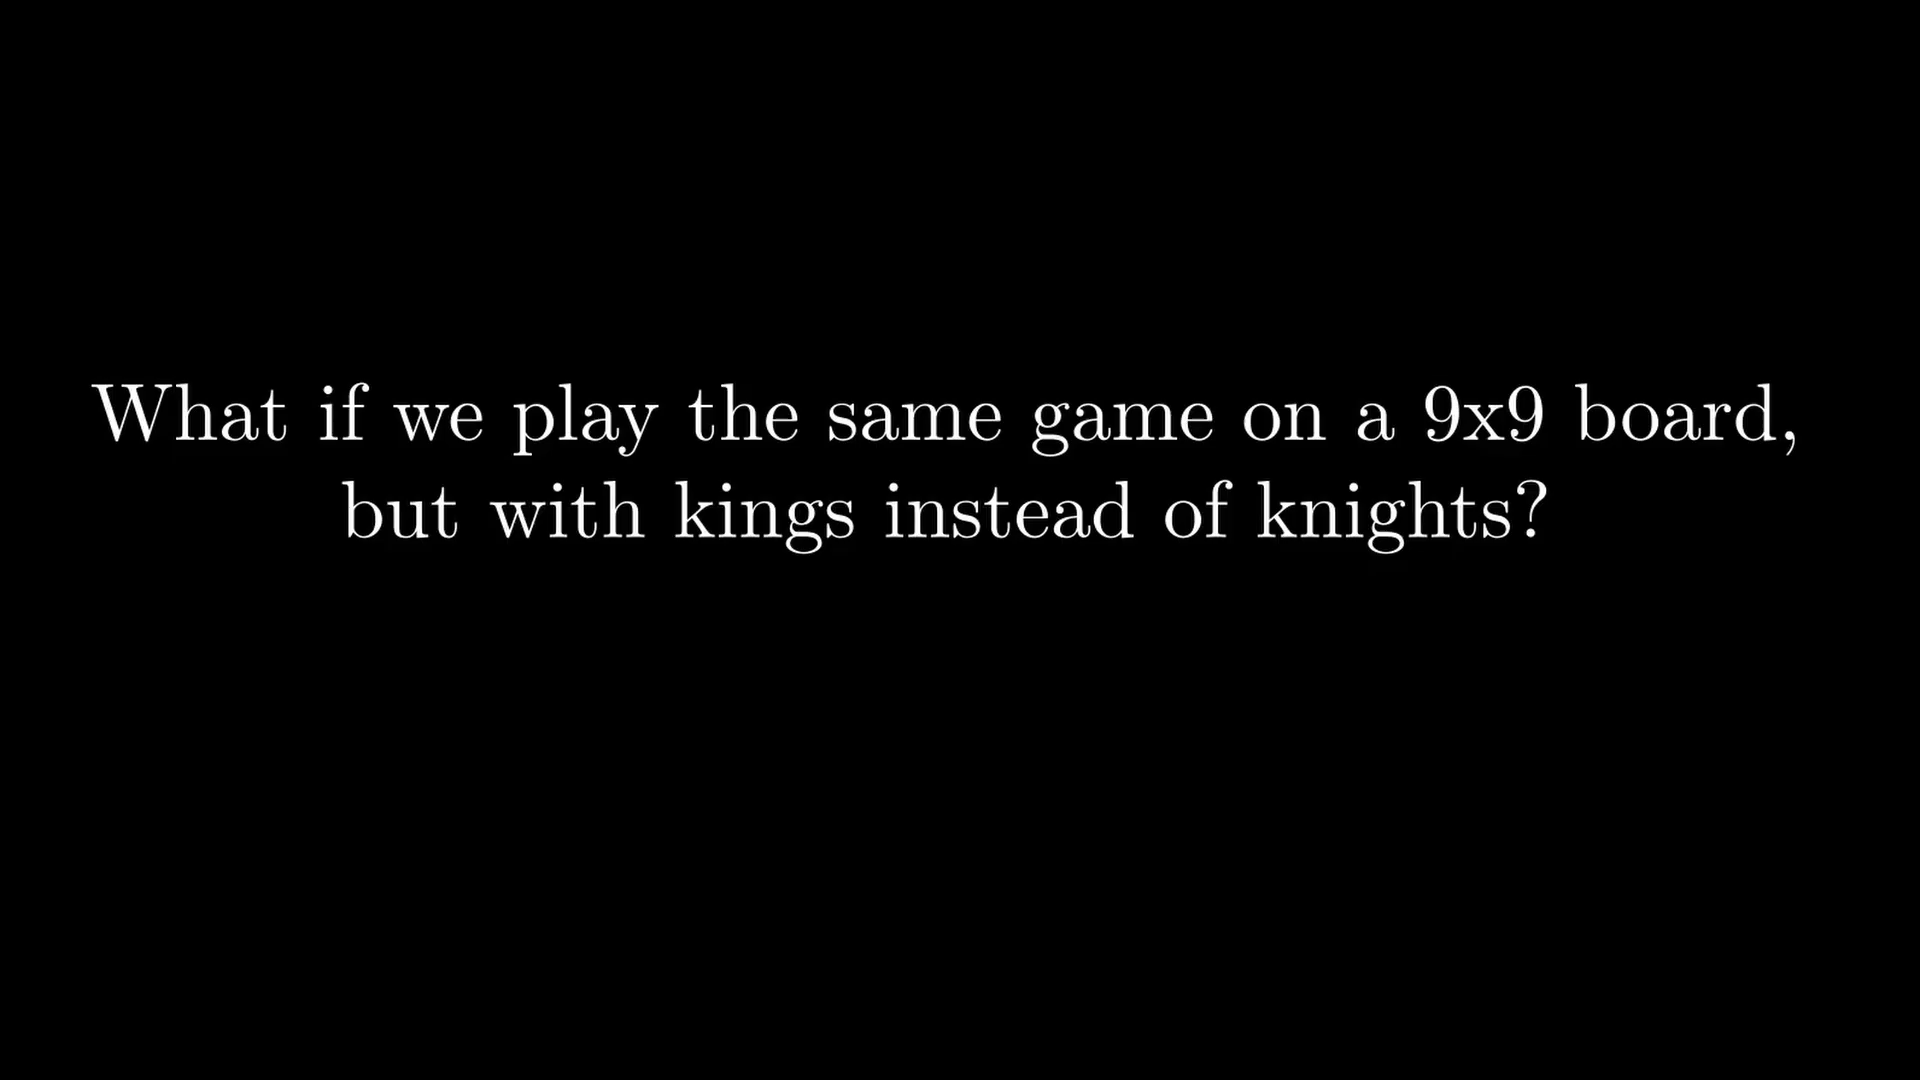 What if we play the same game on a 9x9 board,
but with kings instead of knights?